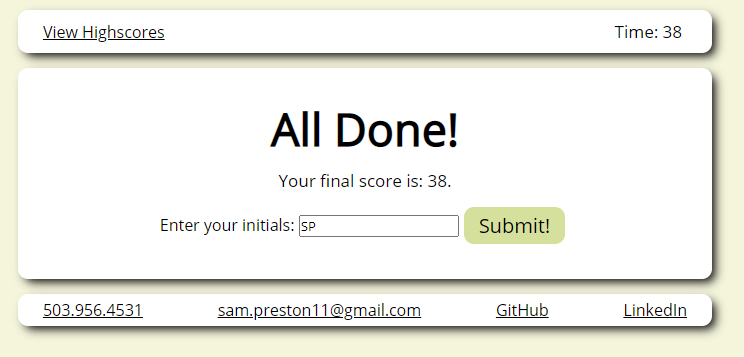 View Highscores Time: 38
All Done!
Your final score is: 38.
Enter your initials: SP Submit!
503.956.4531 sam.preston11@gmail.com GitHub LinkedIn